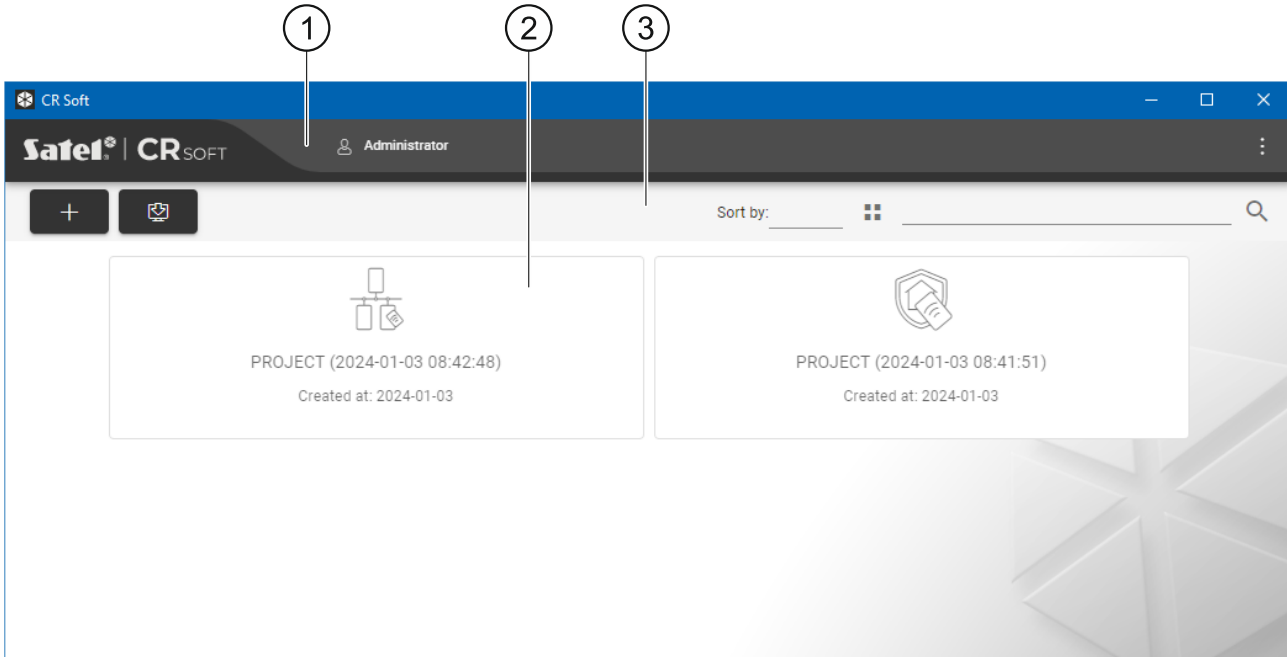 1 2 3
CR Soft
Satel® | CR SOFT Administrator
Sort by:
PROJECT (2024-01-03 08:42:48) PROJECT (2024-01-03 08:41:51)
Created at: 2024-01-03 Created at: 2024-01-03